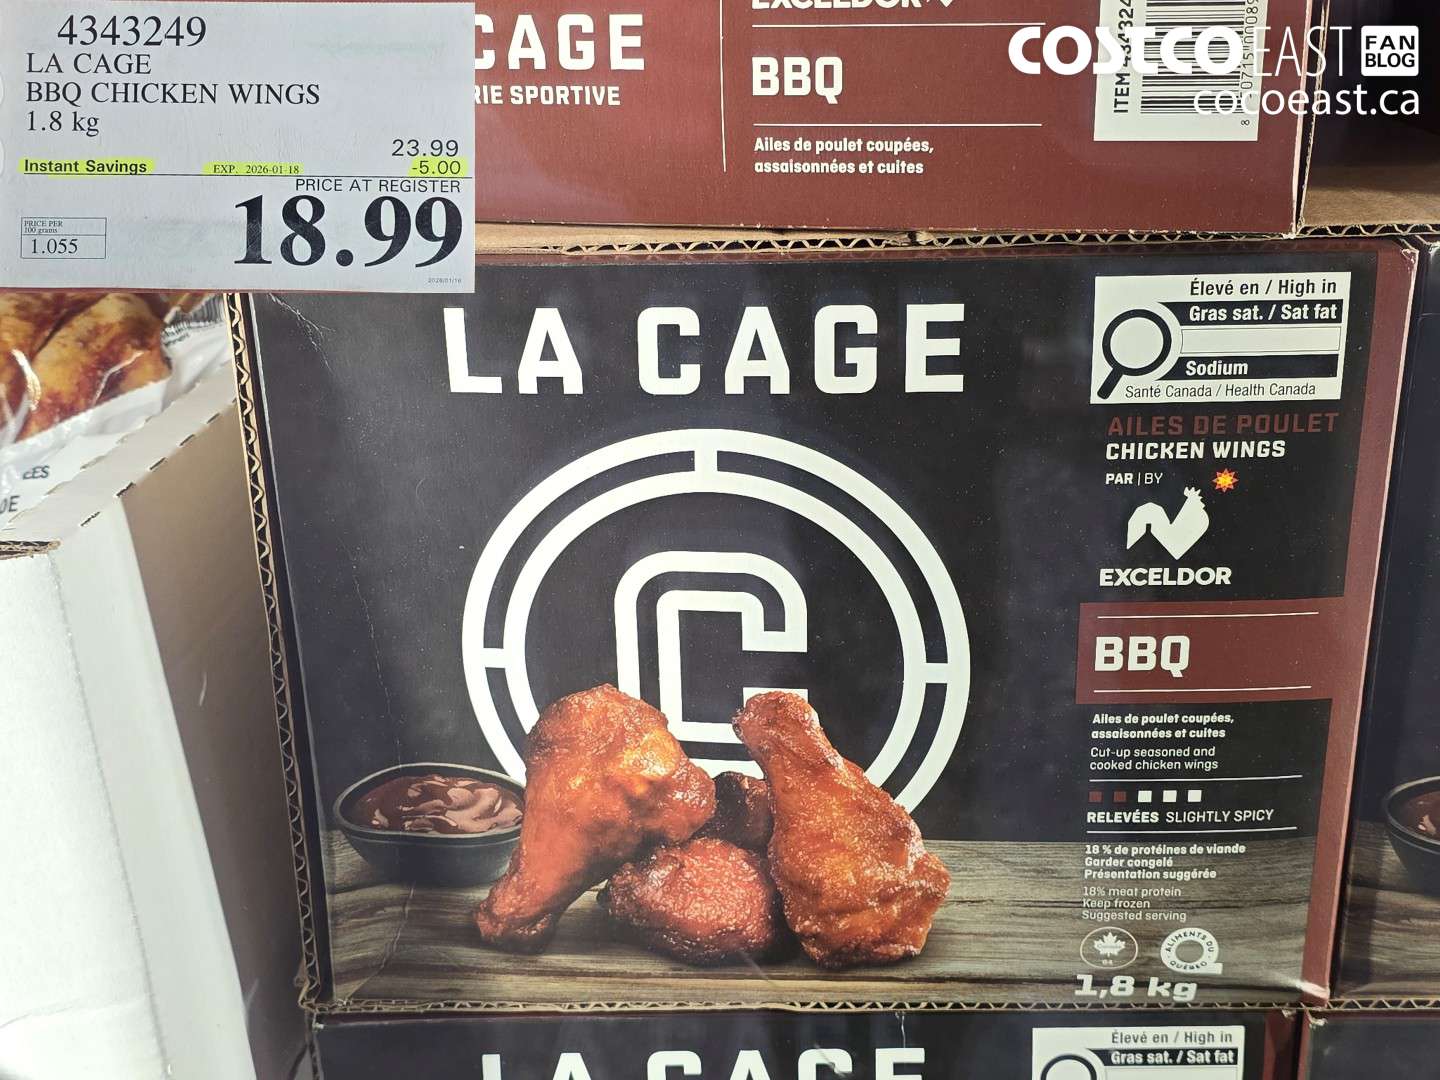 4343249
LA CAGE
BBQ CHICKEN WINGS
1.8 kg
23.99
Instant Savings EXP. 2026-01-18 -5.00
PRICE AT REGISTER
18.99
PRICE PER
100 grams
1.055
CAGE
RIE SPORTIVE
EXCELDOR
BBQ
Ailes de poulet coupées,
assaisonnées et cuites
COSTCO EAST FAN BLOG
cocoeast.ca
LA CAGE
C
Élevé en / High in
Gras sat. / Sat fat
Sodium
Santé Canada / Health Canada
AILES DE POULET
CHICKEN WINGS
PAR | BY
EXCELDOR
BBQ
Ailes de poulet coupées,
assaisonnées et cuites
Cut-up seasoned and
cooked chicken wings
RELEVÉES SLIGHTLY SPICY
18 % de protéines de viande
Garder congelé
Présentation suggérée
18% meat protein
Keep frozen
Suggested serving
ALIMENTS DU QUÉBEC
1,8 kg
LA CAGE
Élevé en / High in
Gras sat. / Sat fat